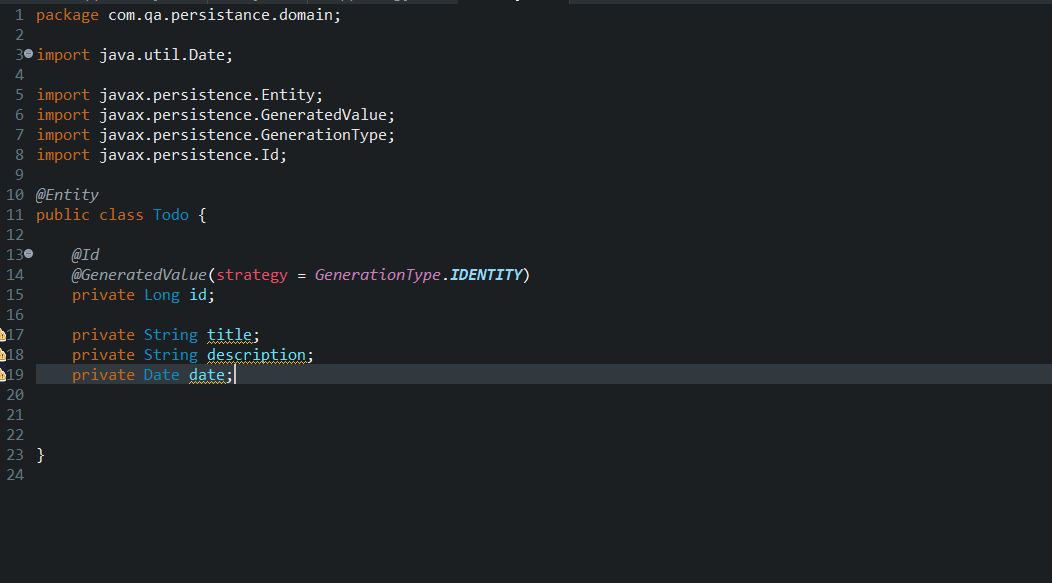 1 package com.qa.persistance.domain;
2
3 import java.util.Date;
4
5 import javax.persistence.Entity;
6 import javax.persistence.GeneratedValue;
7 import javax.persistence.GenerationType;
8 import javax.persistence.Id;
9
10 @Entity
11 public class Todo {
12
13 @Id
14 @GeneratedValue(strategy = GenerationType.IDENTITY)
15 private Long id;
16
17 private String title;
18 private String description;
19 private Date date;
20
21
22
23 }
24